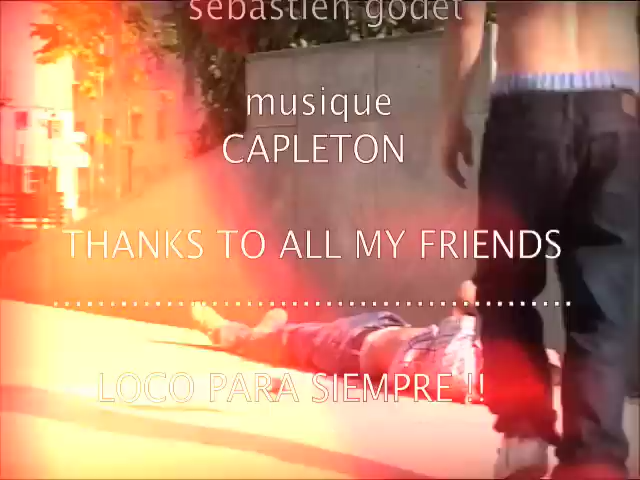 sebastien godet
musique
CAPLETON
THANKS TO ALL MY FRIENDS
......................................................
LOCO PARA SIEMPRE !!